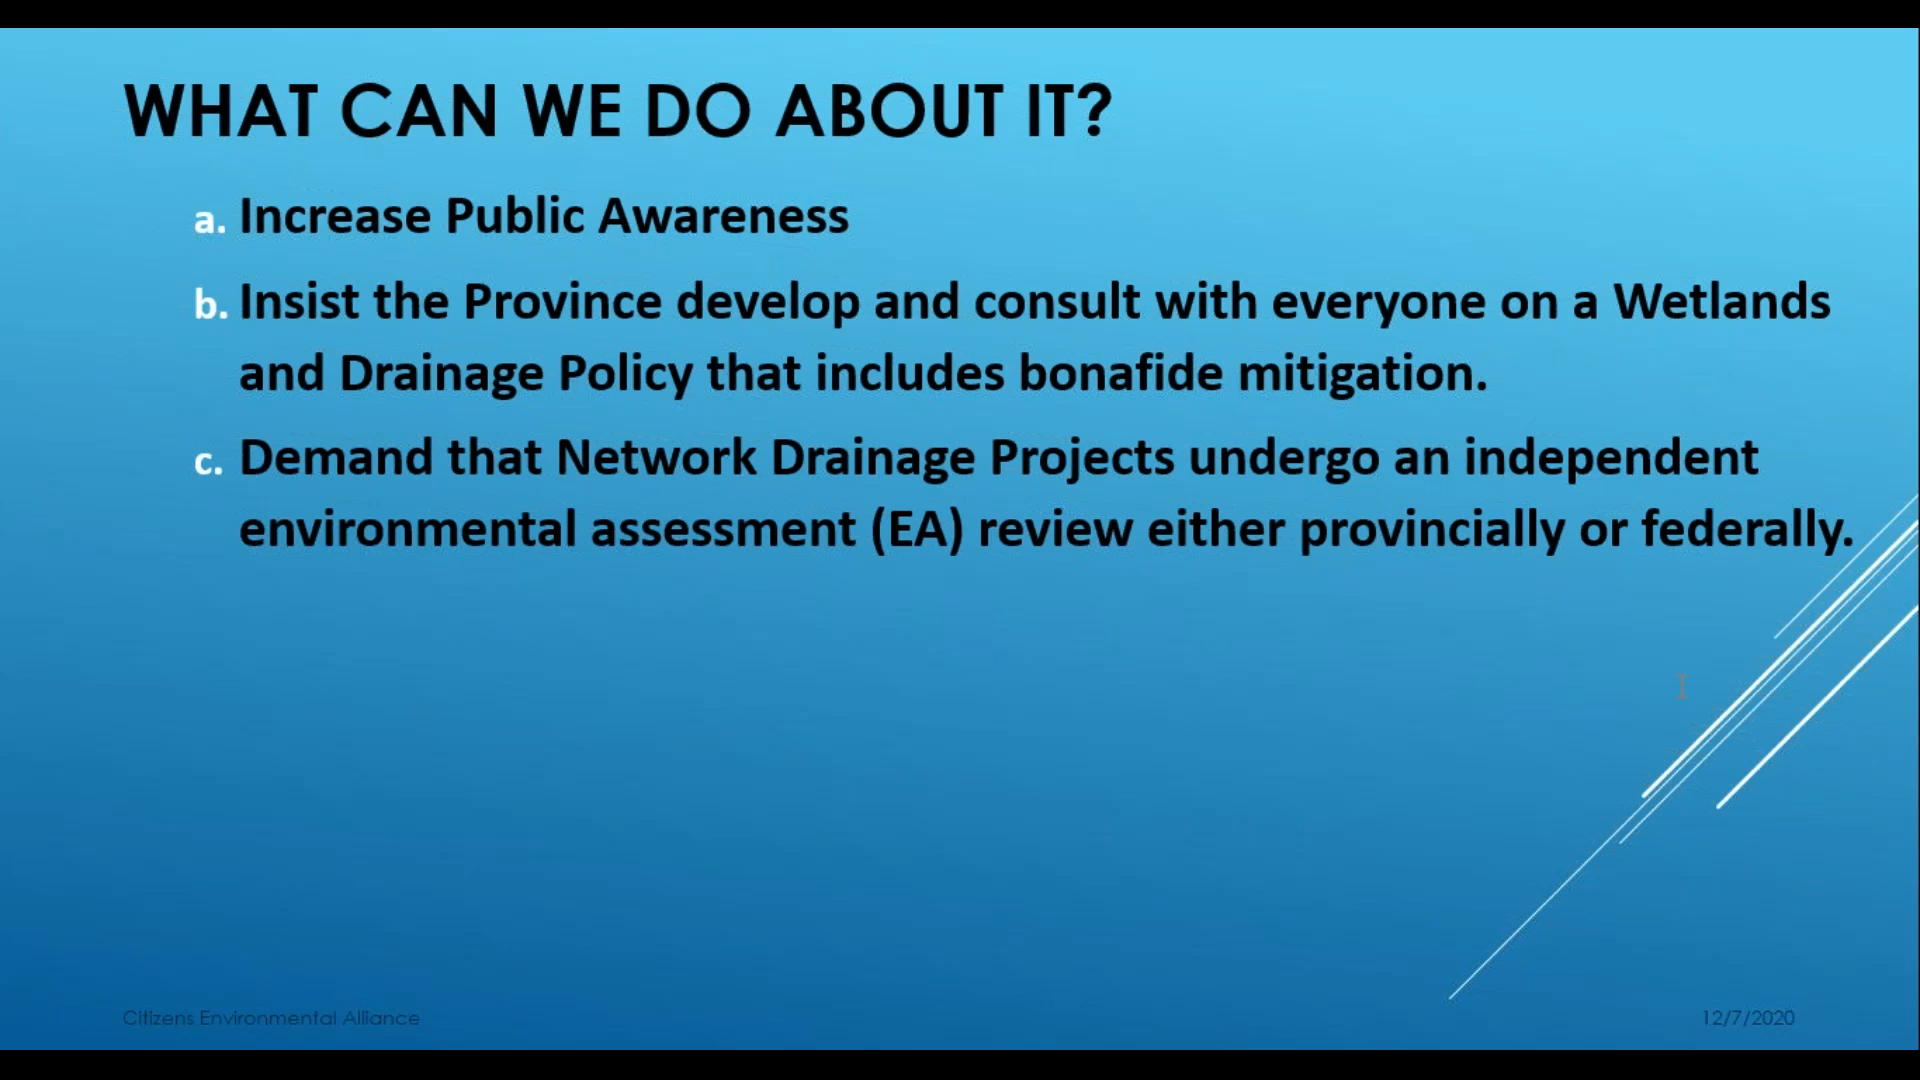 WHAT CAN WE DO ABOUT IT?
a. Increase Public Awareness
b. Insist the Province develop and consult with everyone on a Wetlands
and Drainage Policy that includes bonafide mitigation.
c. Demand that Network Drainage Projects undergo an independent
environmental assessment (EA) review either provincially or federally.
Citizens Environmental Alliance
12/7/2020